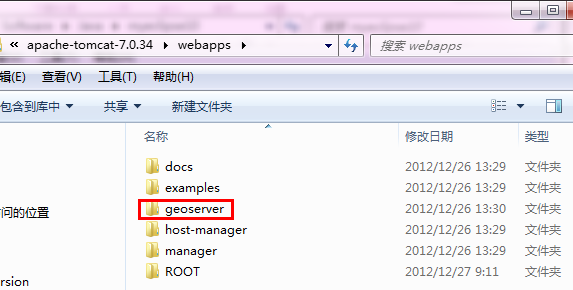 « apache-tomcat-7.0.34 ▸ webapps ▸
搜索 webapps
辑(E) 查看(V) 工具(T) 帮助(H)
包含到库中 共享 新建文件夹
名称 修改日期 类型
docs 2012/12/26 13:29 文件夹
examples 2012/12/26 13:29 文件夹
geoserver 2012/12/26 13:30 文件夹
问的位置
host-manager 2012/12/26 13:29 文件夹
manager 2012/12/26 13:29 文件夹
ROOT 2012/12/27 9:11 文件夹
ersion